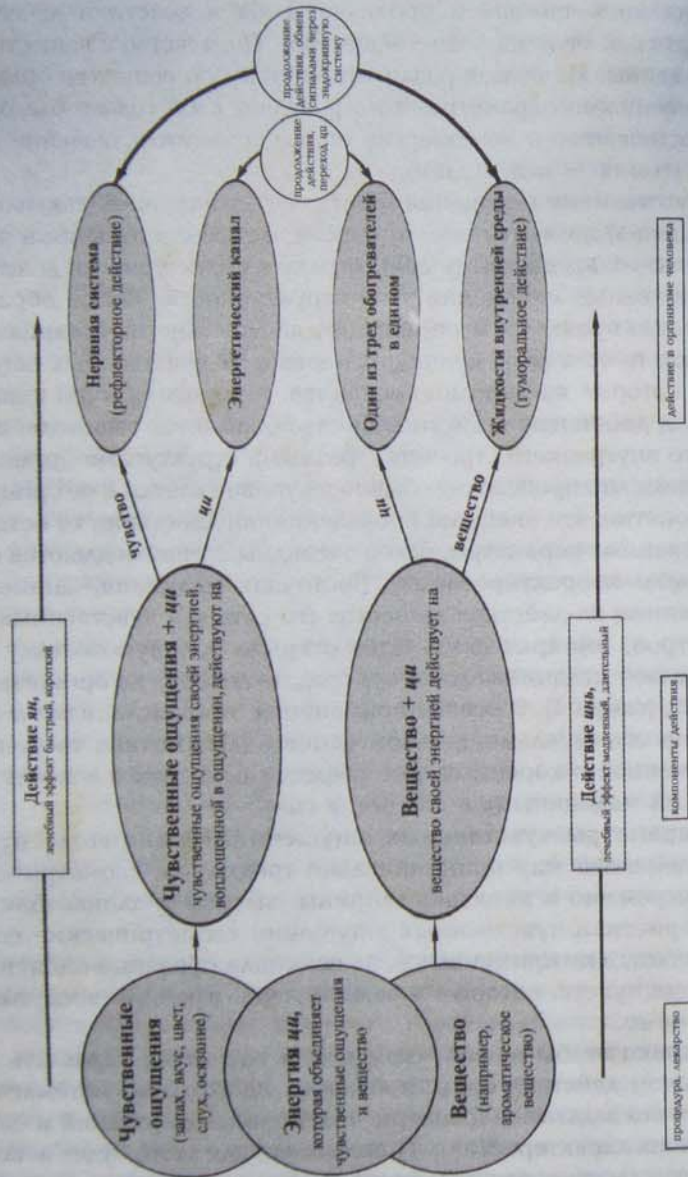 Действие ян,
лечебный эффект быстрый, короткий
Чувственные
ощущения
(запах, вкус, цвет,
слух, осязание)
Энергия ци,
которая объединяет
чувственные ощущения
и вещество)
Вещество
(например,
ароматическое
вещество)
Чувственные ощущения + ци
чувственные ощущения своей энергией,
воплощенной в ощущении, действуют на
Вещество + ци
вещество своей энергией действует на
чувство
ци
ци
вещество
Нервная система
(рефлекторное действие)
Энергетический канал
Один из трех обогревателей
в едином
Жидкости внутренней среды
(гуморальное действие)
продолжение
действия, обмен
сигналами через
эндокринную
систему
продолжение
действия,
переход ци
Действие инь,
лечебный эффект медленный, длительный
процедура, лекарство
компоненты действия
действие в организме человека